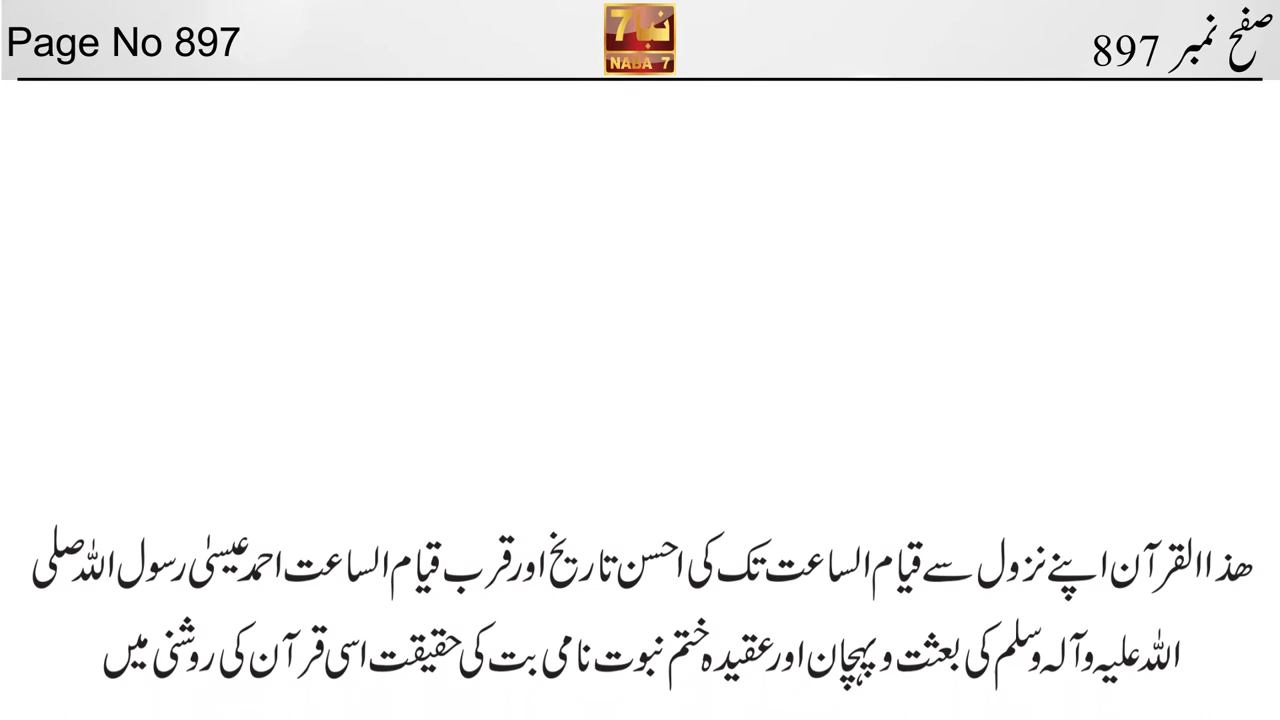 Page No 897
نبا7
NABA 7
صفح نمبر 897
ھذا القرآن اپنے نزول سے قیام الساعت تک کی احسن تاریخ اور قرب قیام الساعت احمد عیسیٰ رسول اللہ صلی
اللہ علیہ وآلہ وسلم کی بعثت و پہچان اور عقیدہ ختم نبوت نامی بت کی حقیقت اسی قرآن کی روشنی میں